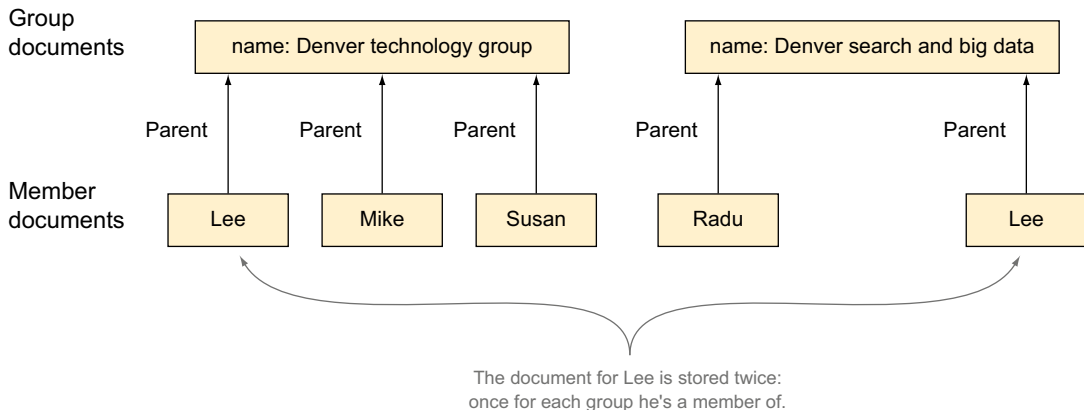 Group
documents
name: Denver technology group
name: Denver search and big data
Parent
Parent
Parent
Parent
Parent
Member
documents
Lee
Mike
Susan
Radu
Lee
The document for Lee is stored twice:
once for each group he's a member of.